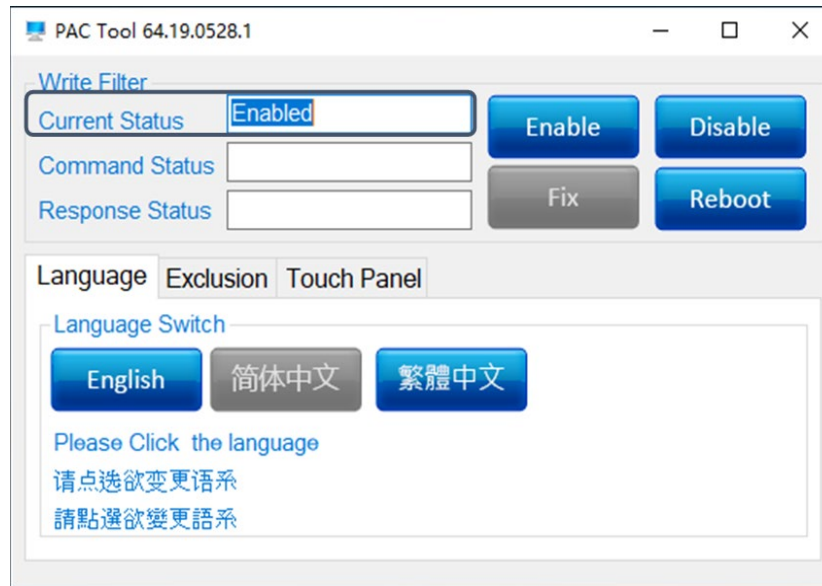 PAC Tool 64.19.0528.1
Write Filter
Current Status Enabled Enable Disable
Command Status
Response Status Fix Reboot
Language Exclusion Touch Panel
Language Switch
English 简体中文 繁體中文
Please Click the language
请点选欲变更语系
請點選欲變更語系